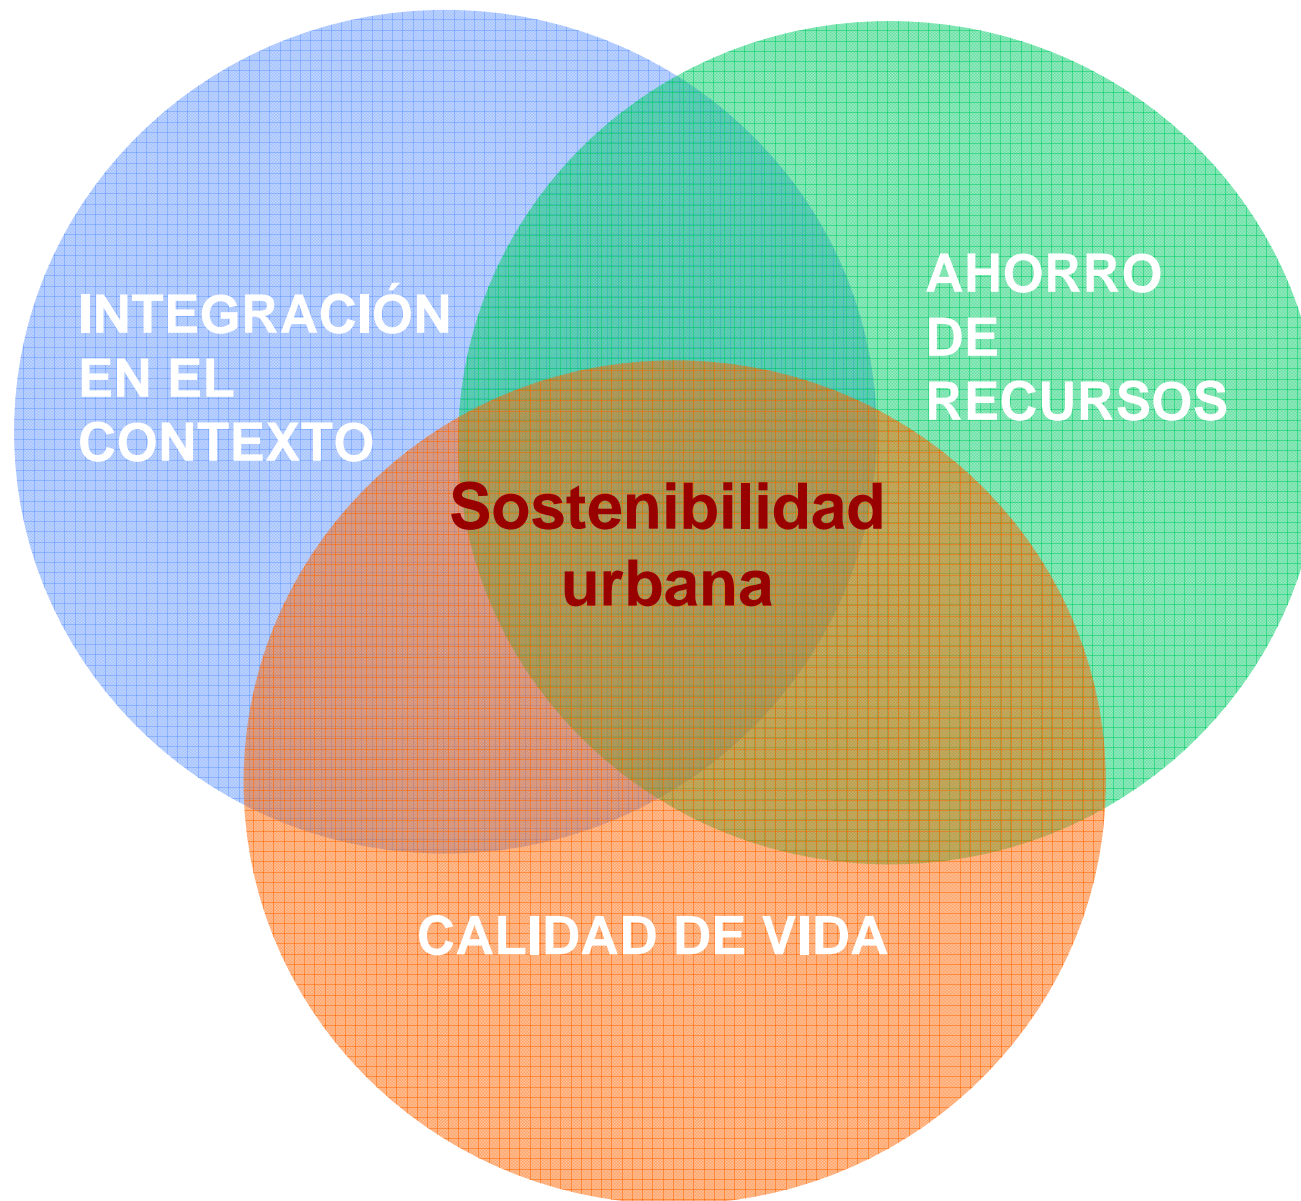 INTEGRACIÓN
EN EL
CONTEXTO
AHORRO
DE
RECURSOS
Sostenibilidad
urbana
CALIDAD DE VIDA